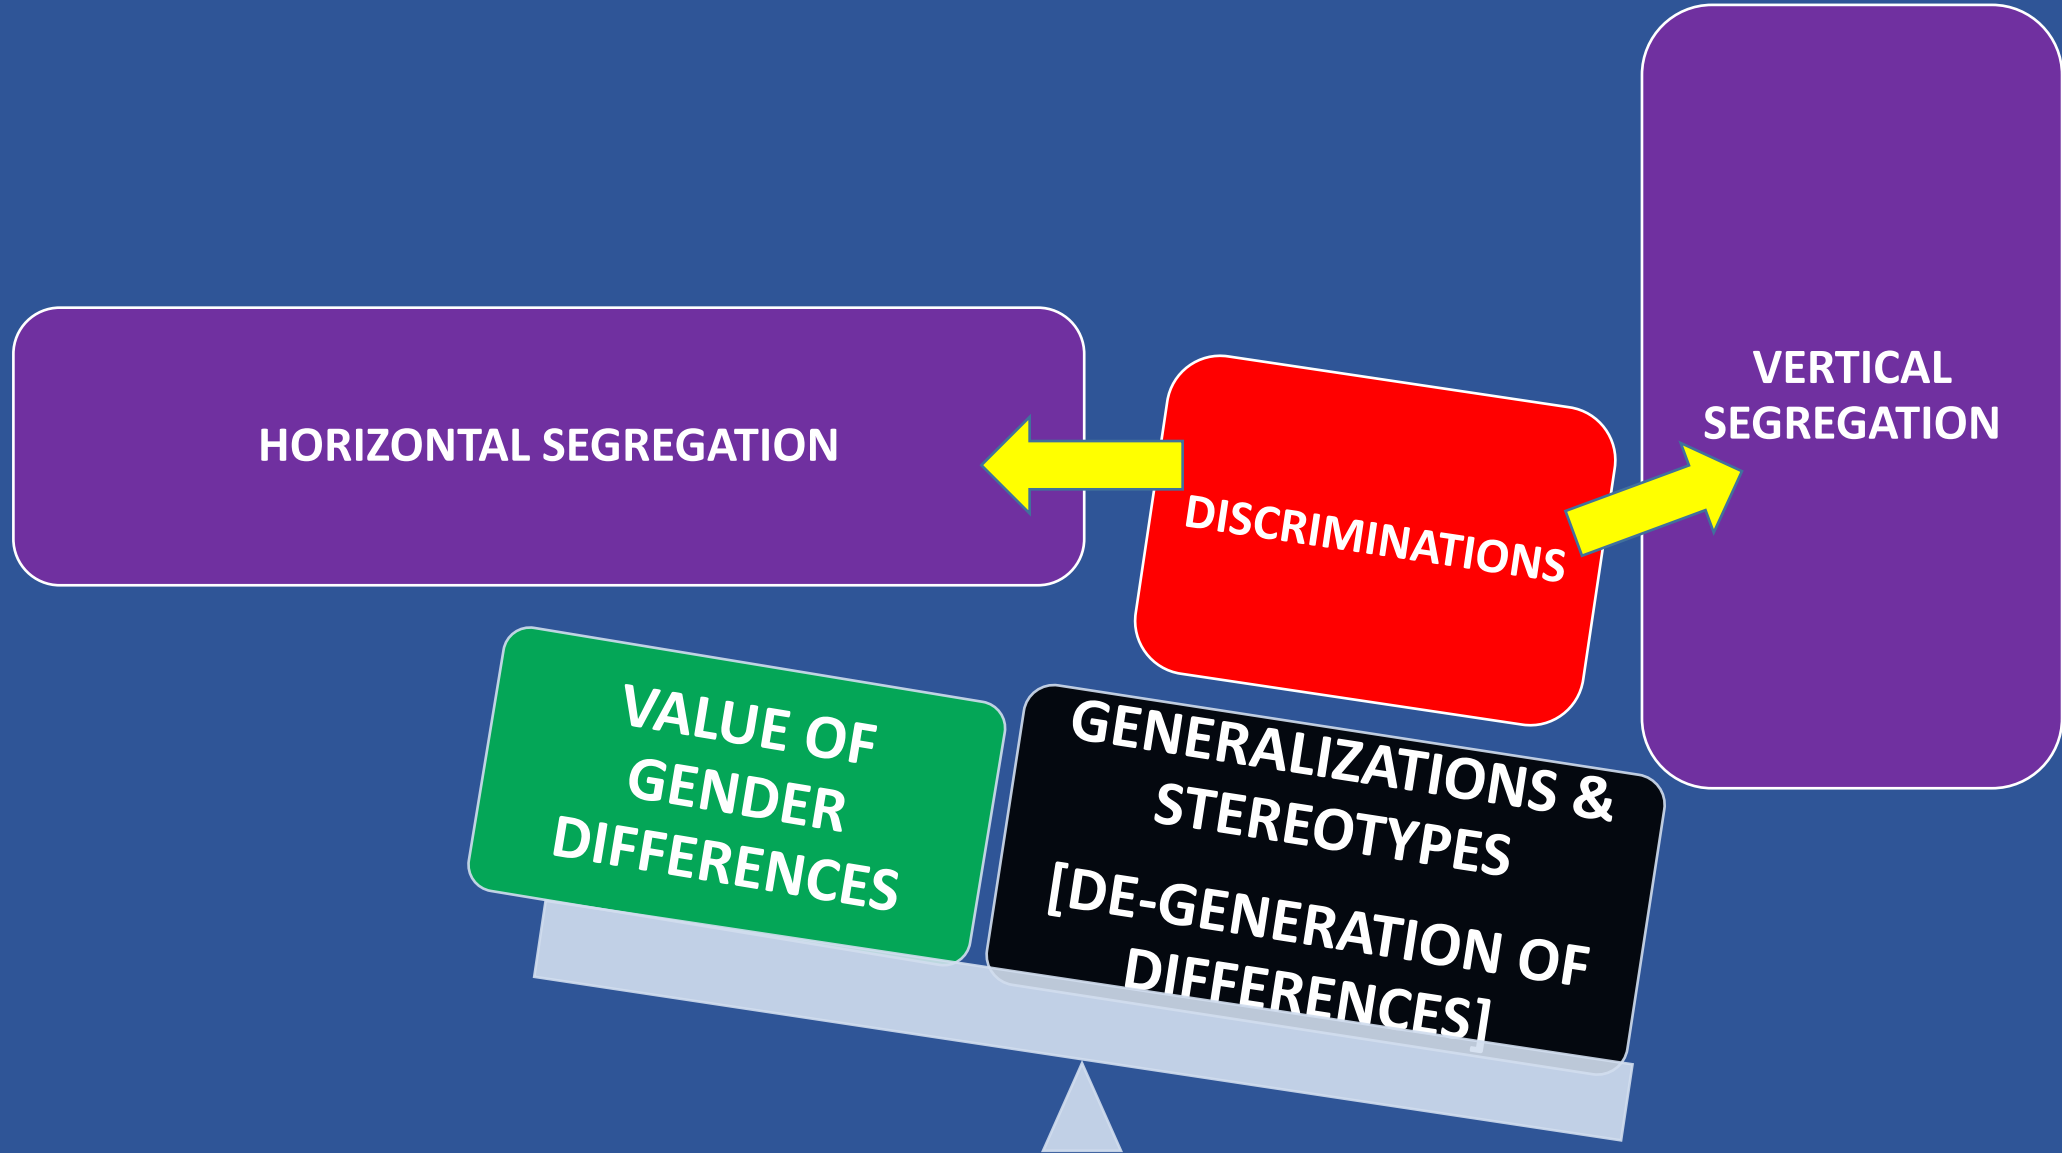 VERTICAL
SEGREGATION
HORIZONTAL SEGREGATION
DISCRIMINATIONS
VALUE OF
GENDER
DIFFERENCES
GENERALIZATIONS &
STEREOTYPES
[DE-GENERATION OF
DIFFERENCES]